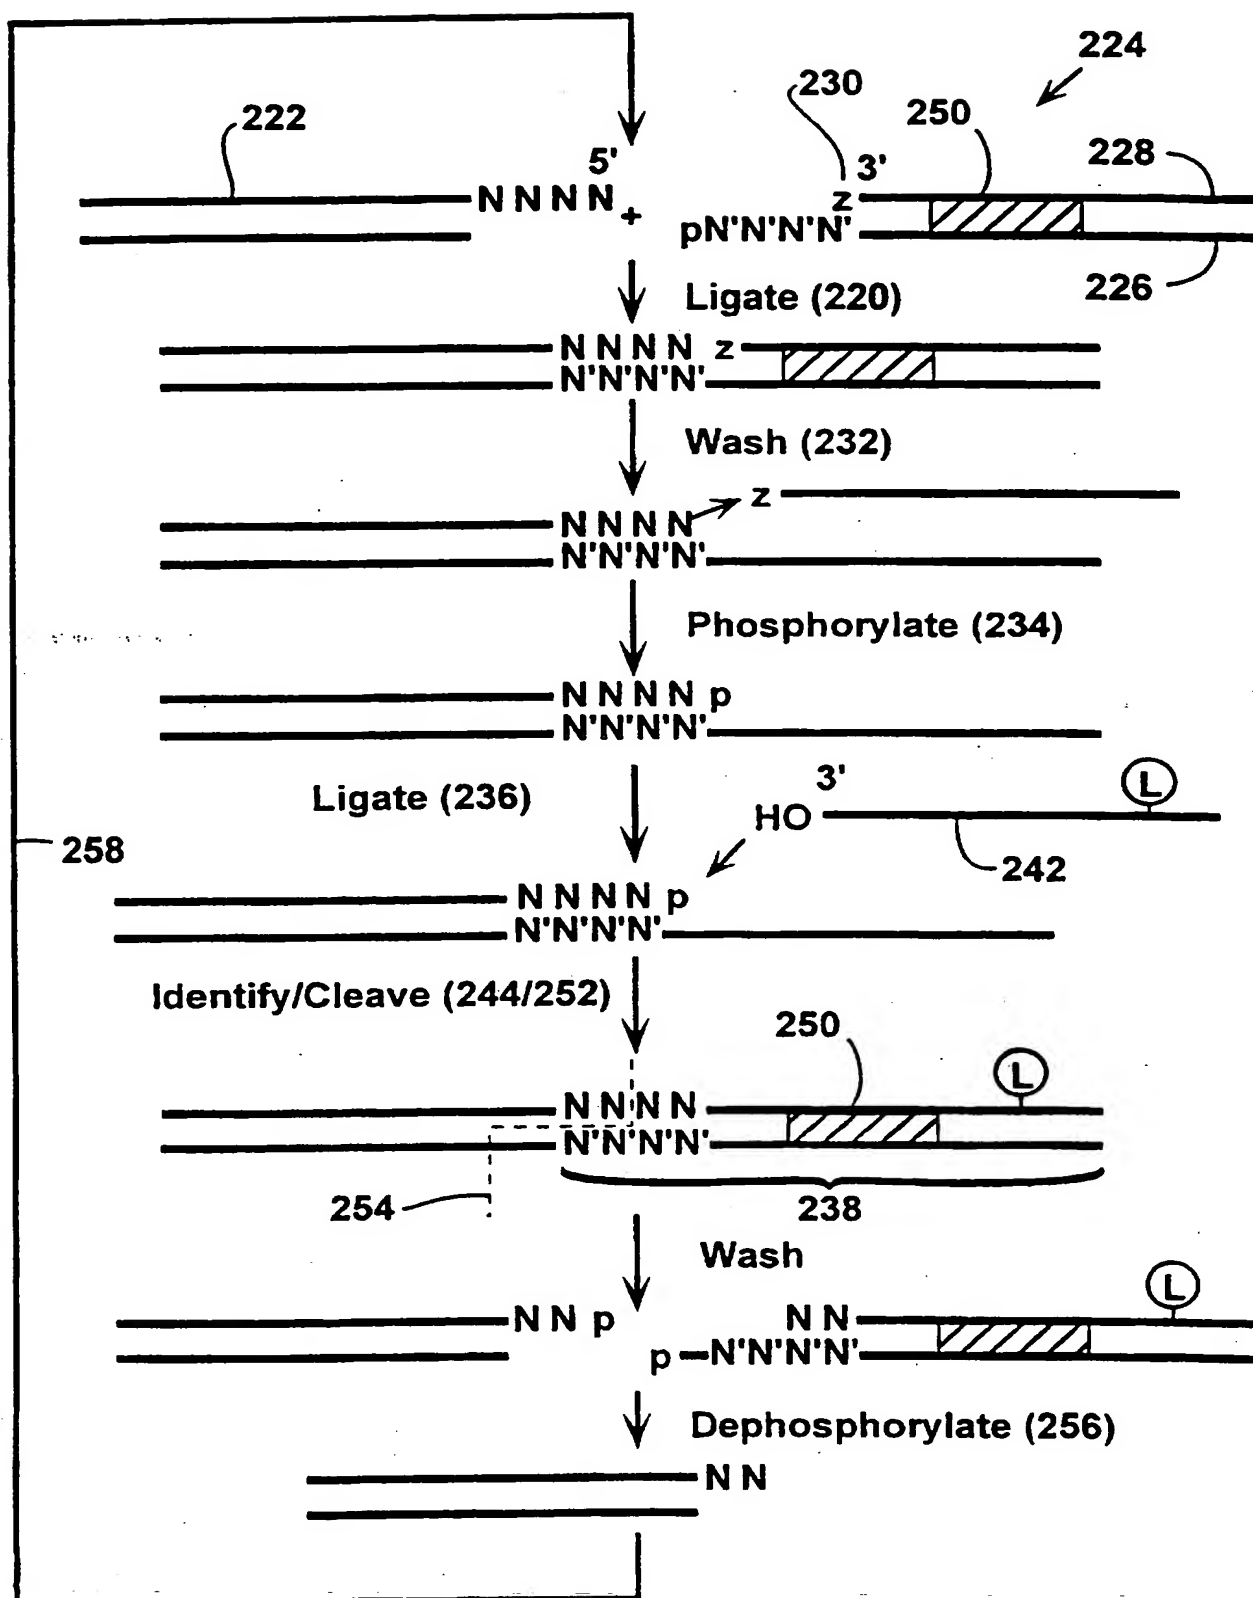 224
230
250
222
3'
228
5'
N N N N
+
z
pN'N'N'N'
226
Ligate (220)
N N N N z
N'N'N'N'
Wash (232)
z
N N N N
N'N'N'N'
Phosphorylate (234)
N N N N p
N'N'N'N'
Ligate (236)
3'
L
HO
258
242
N N N N p
N'N'N'N'
Identify/Cleave (244/252)
250
L
N N N N
N'N'N'N'
254
238
Wash
L
N N p
N N
p N'N'N'N'
Dephosphorylate (256)
N N